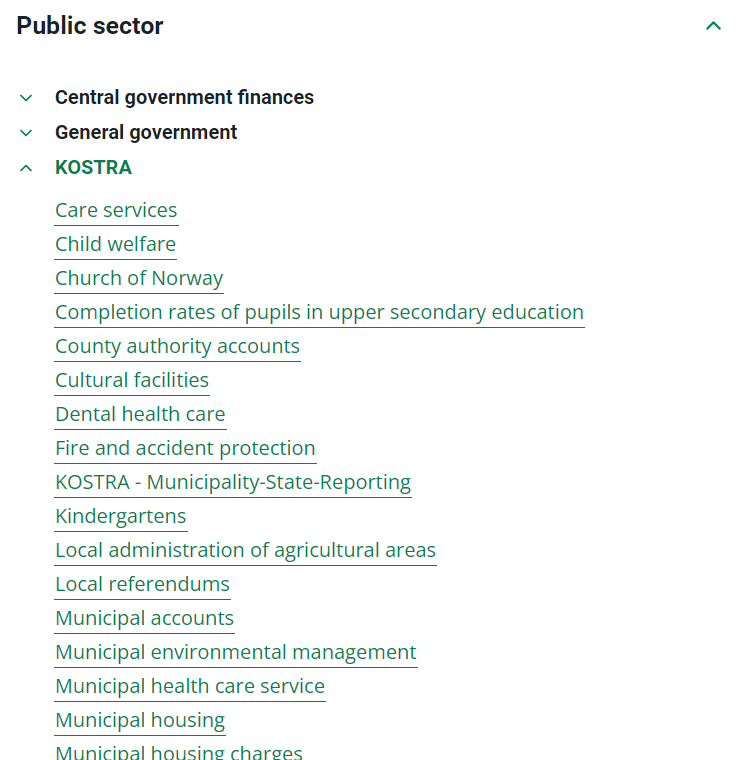 Public sector
Central government finances
General government
KOSTRA
Care services
Child welfare
Church of Norway
Completion rates of pupils in upper secondary education
County authority accounts
Cultural facilities
Dental health care
Fire and accident protection
KOSTRA - Municipality-State-Reporting
Kindergartens
Local administration of agricultural areas
Local referendums
Municipal accounts
Municipal environmental management
Municipal health care service
Municipal housing
Municipal housing charges